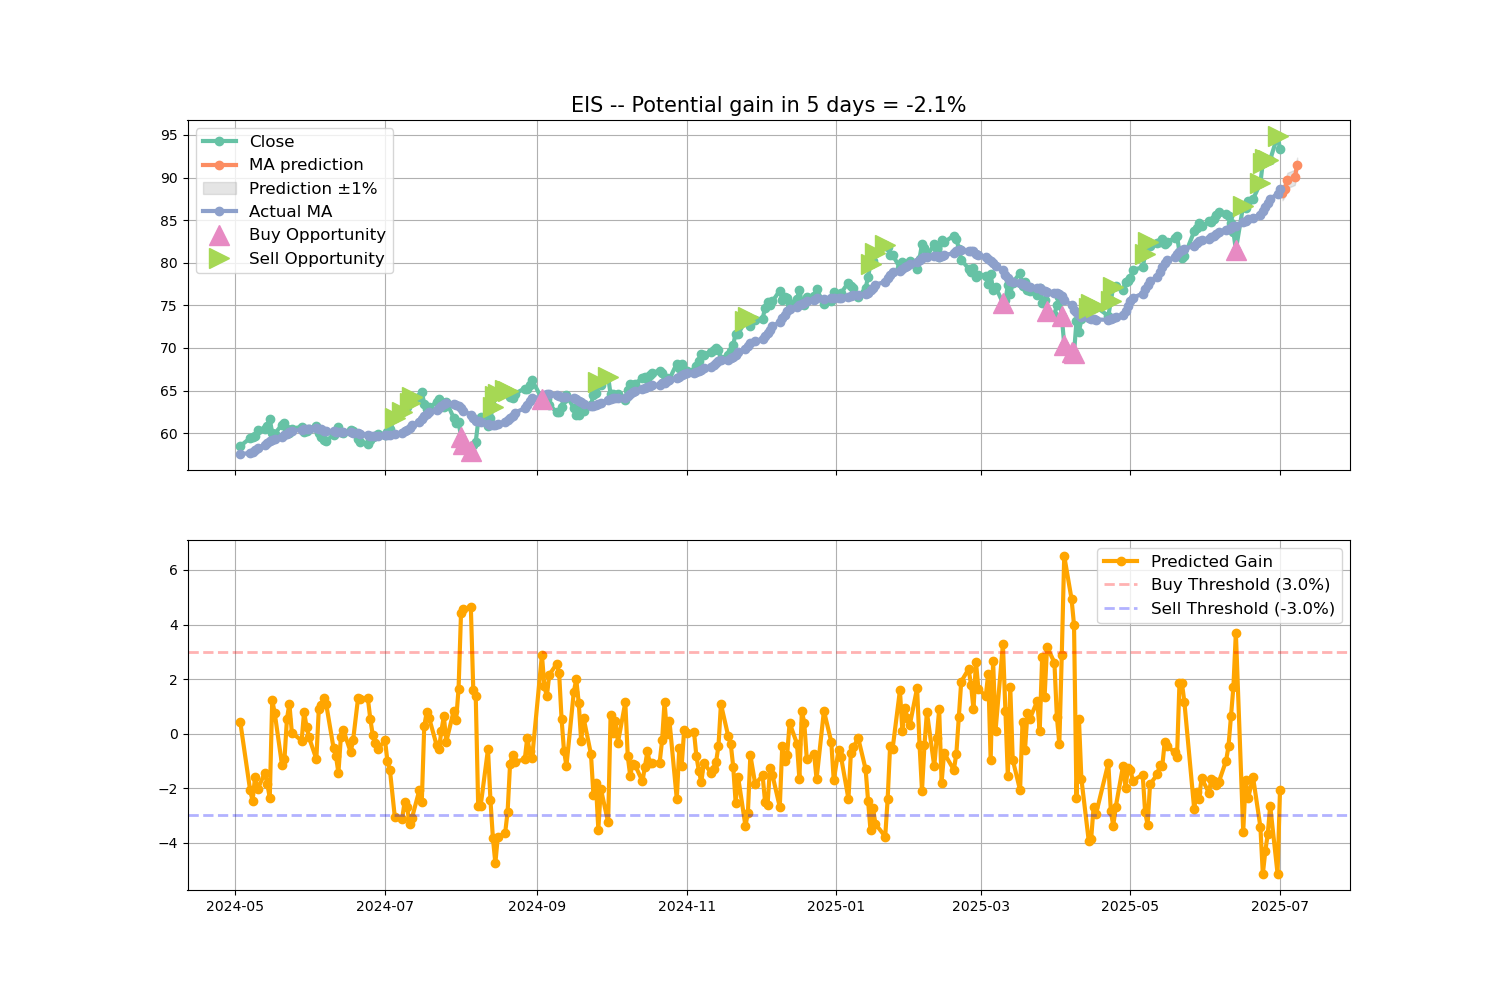 EIS -- Potential gain in 5 days = -2.1%
95
90
85
80
75
70
65
60
Close
MA prediction
Prediction ±1%
Actual MA
Buy Opportunity
Sell Opportunity
6
4
2
0
−2
−4
Predicted Gain
Buy Threshold (3.0%)
Sell Threshold (-3.0%)
2024-05 2024-07 2024-09 2024-11 2025-01 2025-03 2025-05 2025-07